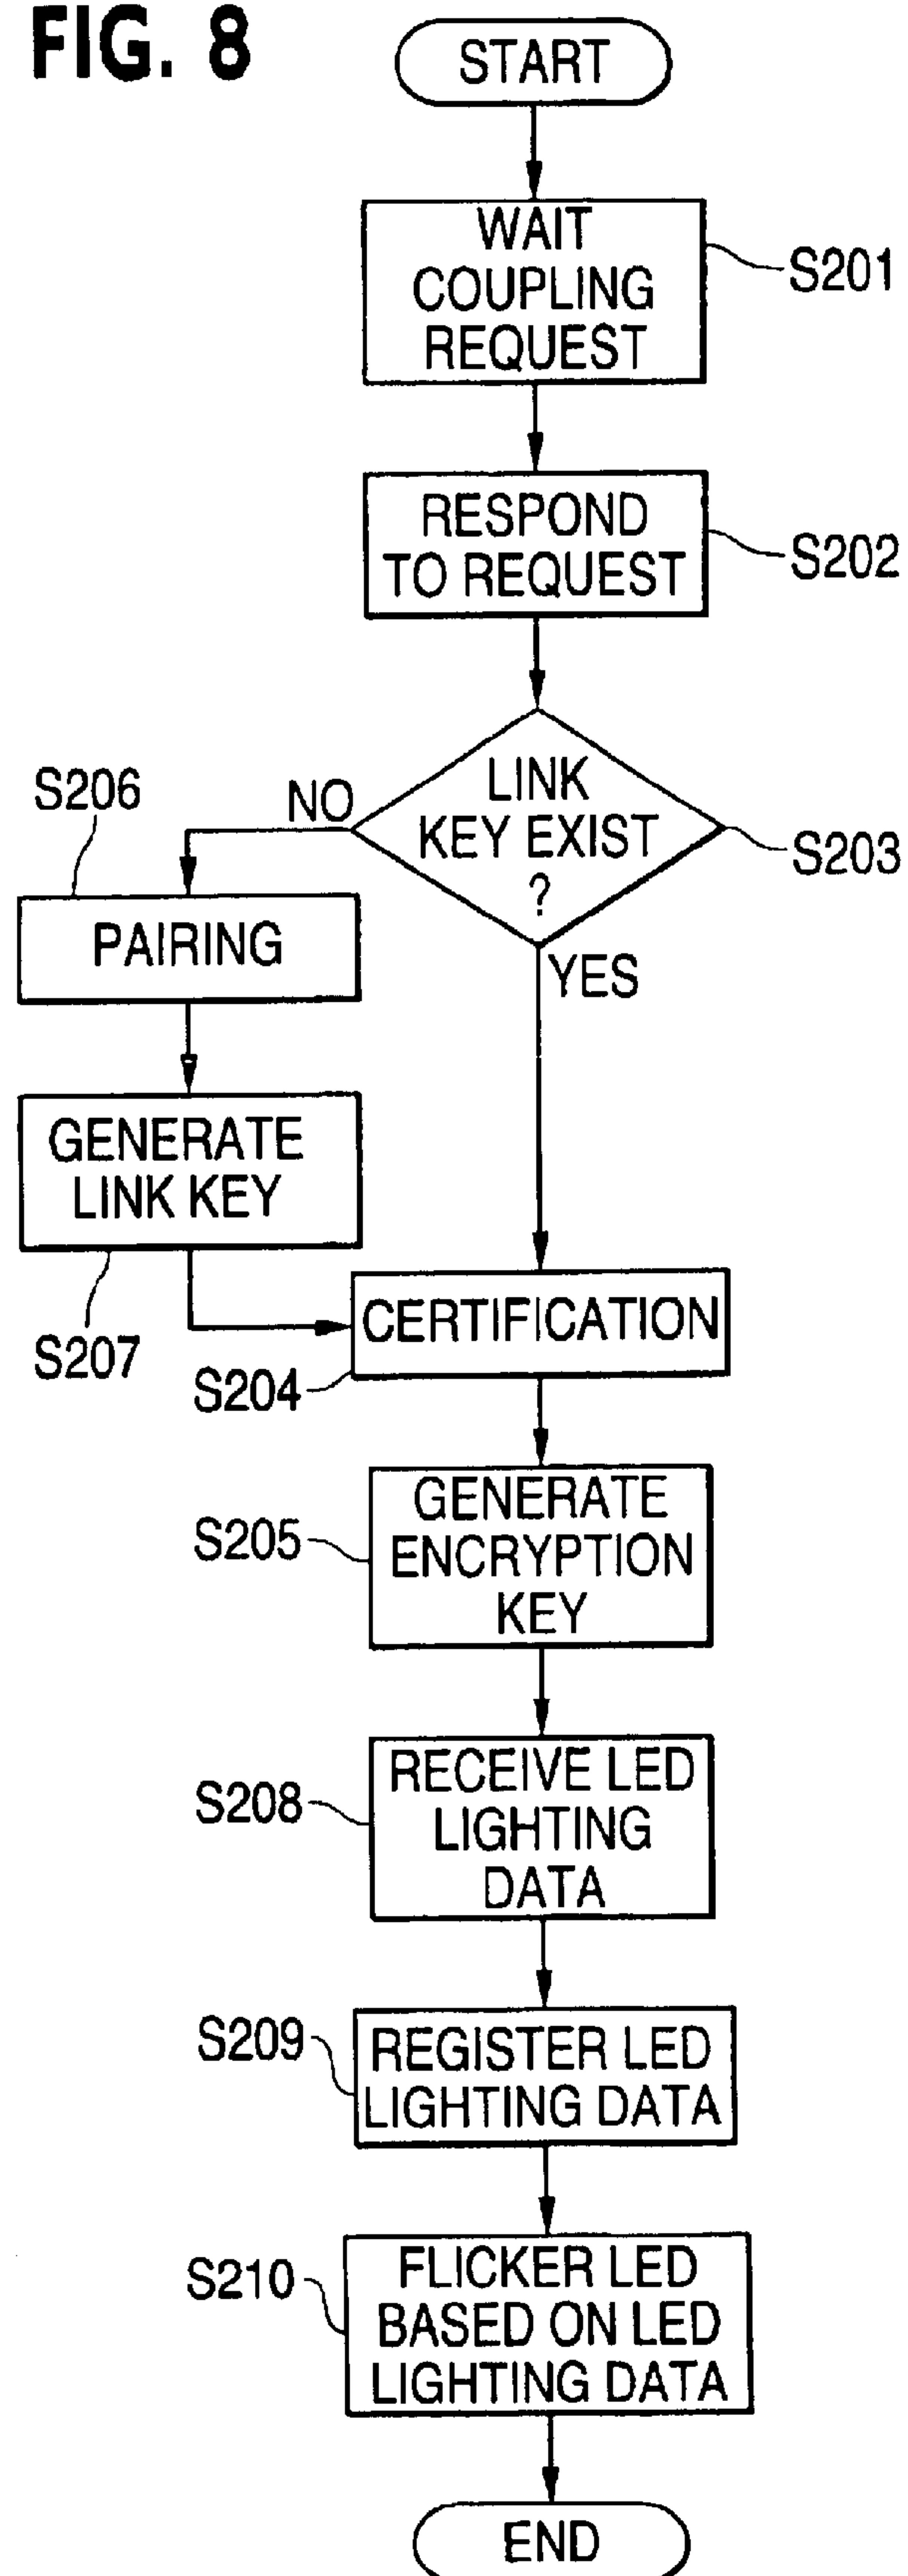 FIG. 8
START
WAIT
COUPLING
REQUEST
S201
RESPOND
TO REQUEST
S202
LINK
KEY EXIST
?
S203
NO
YES
S206
PAIRING
GENERATE
LINK KEY
S207
CERTIFICATION
S204
GENERATE
ENCRYPTION
KEY
S205
RECEIVE LED
LIGHTING
DATA
S208
REGISTER LED
LIGHTING DATA
S209
FLICKER LED
BASED ON LED
LIGHTING DATA
S210
END